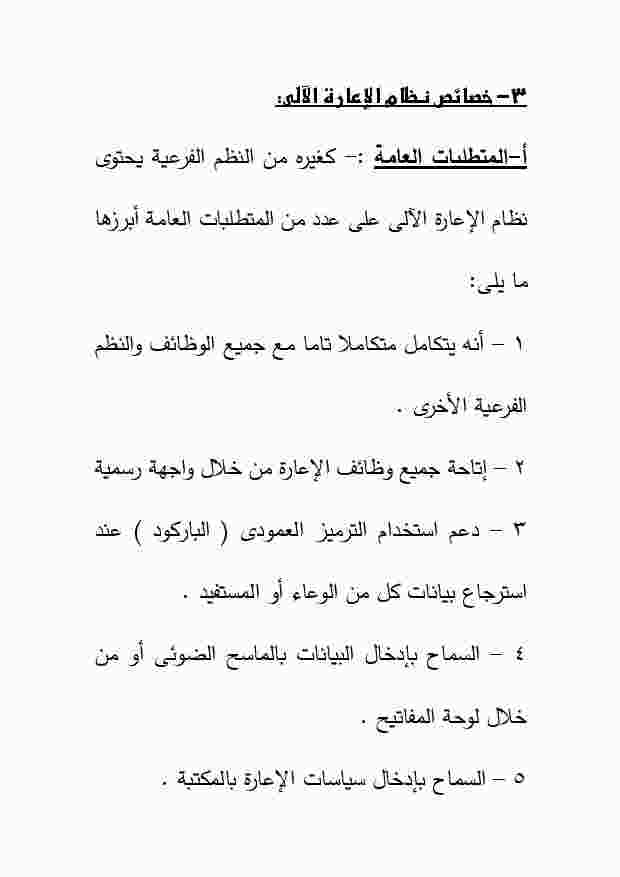 ٣- خصائص نظام الإعارة الآلى:
أ-المتطلبات العامة :- كغيره من النظم الفرعية يحتوى
نظام الإعارة الآلى على عدد من المتطلبات العامة أبرزها
ما يلى:
١ - أنه يتكامل متكاملا تاما مع جميع الوظائف والنظم
الفرعية الأخرى .
٢ - إتاحة جميع وظائف الإعارة من خلال واجهة رسمية
٣ - دعم استخدام الترميز العمودى ( الباركود ) عند
استرجاع بيانات كل من الوعاء أو المستفيد .
٤ - السماح بإدخال البيانات بالماسح الضوئى أو من
خلال لوحة المفاتيح .
٥ - السماح بإدخال سياسات الإعارة بالمكتبة .